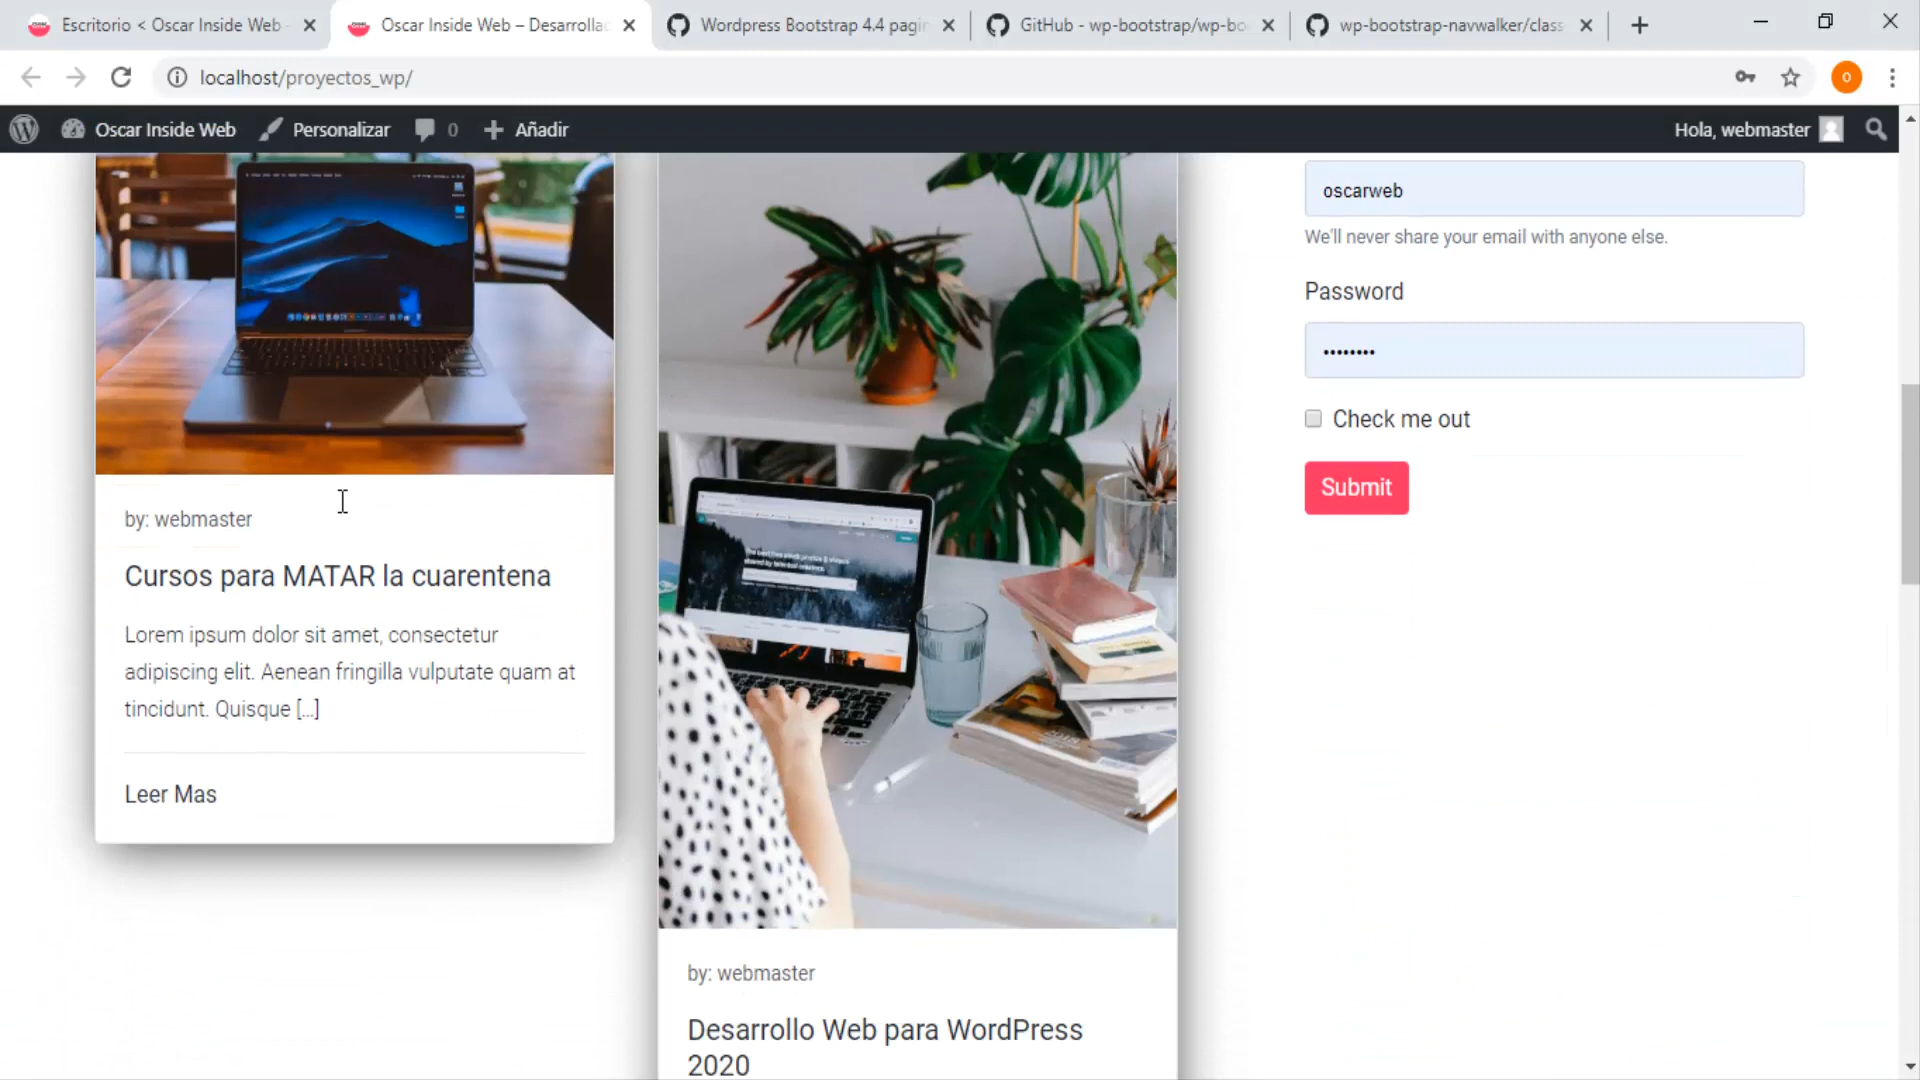 Escritorio < Oscar Inside Web
Oscar Inside Web – Desarrolla
Wordpress Bootstrap 4.4 pagin
GitHub - wp-bootstrap/wp-bo
wp-bootstrap-navwalker/class
localhost/proyectos_wp/
O
Oscar Inside Web
Personalizar
0
Añadir
Hola, webmaster
by: webmaster
Cursos para MATAR la cuarentena
Lorem ipsum dolor sit amet, consectetur
adipiscing elit. Aenean fringilla vulputate quam at
tincidunt. Quisque [...]
Leer Mas
by: webmaster
Desarrollo Web para WordPress
2020
oscarweb
We'll never share your email with anyone else.
Password
••••••••
Check me out
Submit